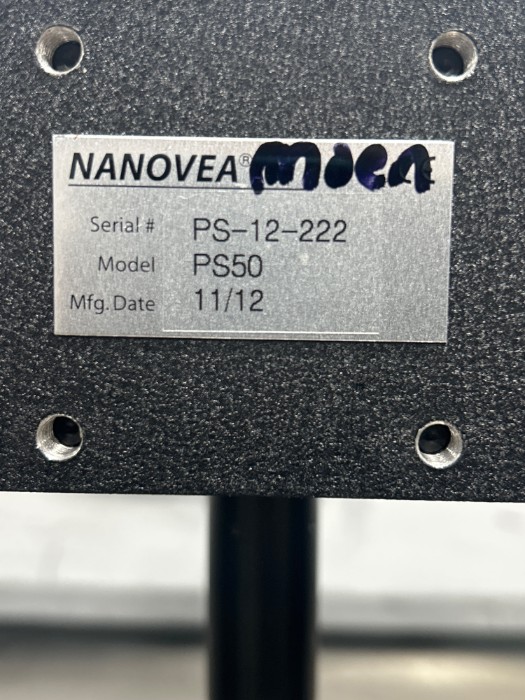 NANOVEA®
Serial # PS-12-222
Model PS50
Mfg. Date 11/12